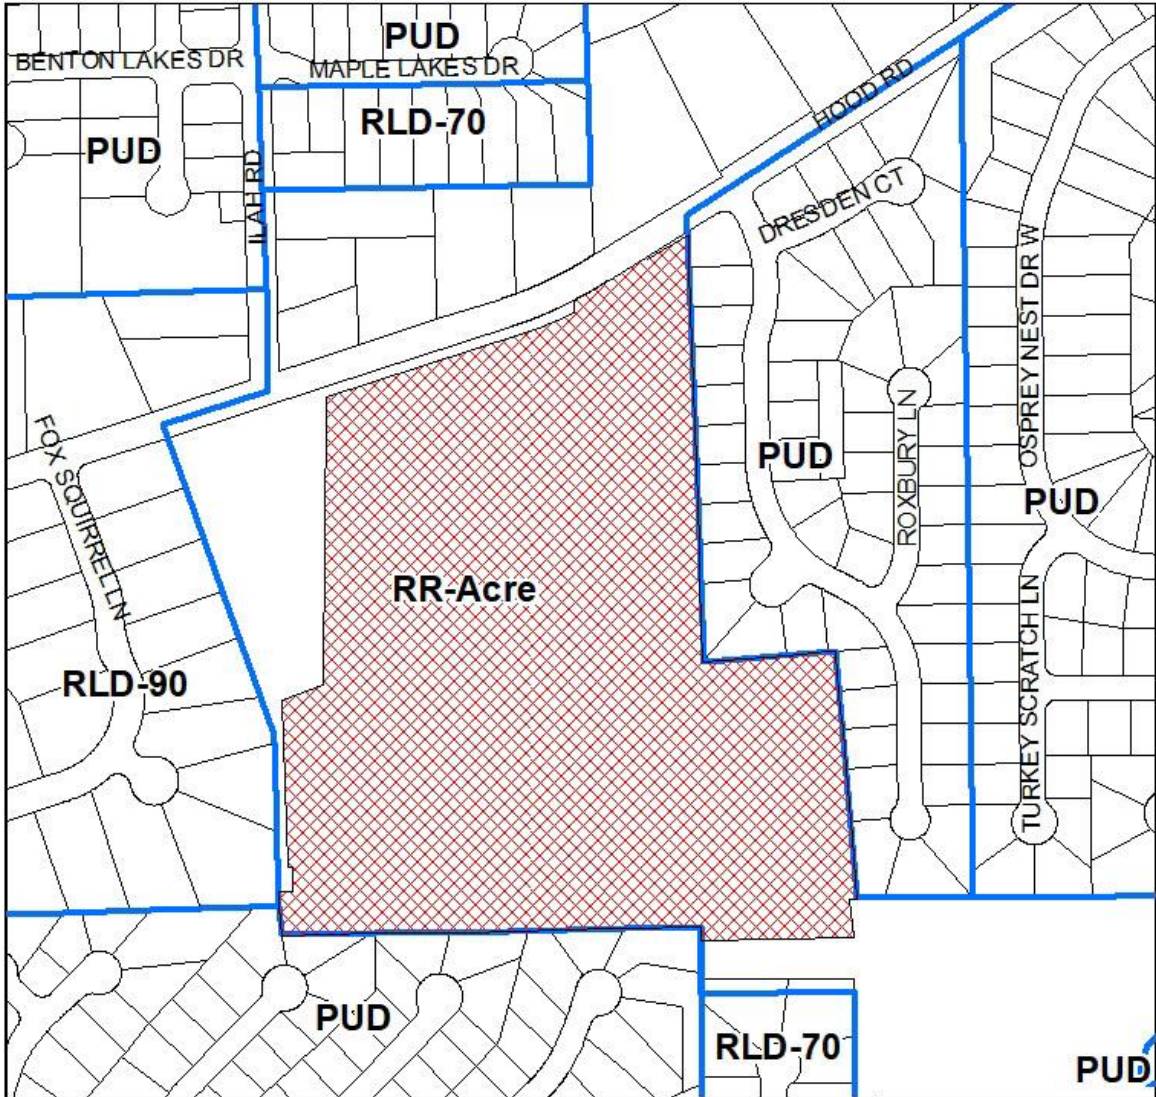 PUD
BENTON LAKES DR
MAPLE LAKES DR
RLD-70
HOOD RD
PUD
ILAH RD
DRESDEN CT
OSPREY NEST DR W
FOX SQUIRREL LN
ROXBURY LN
PUD
PUD
RR-Acre
TURKEY SCRATCH LN
RLD-90
PUD
RLD-70
PUD